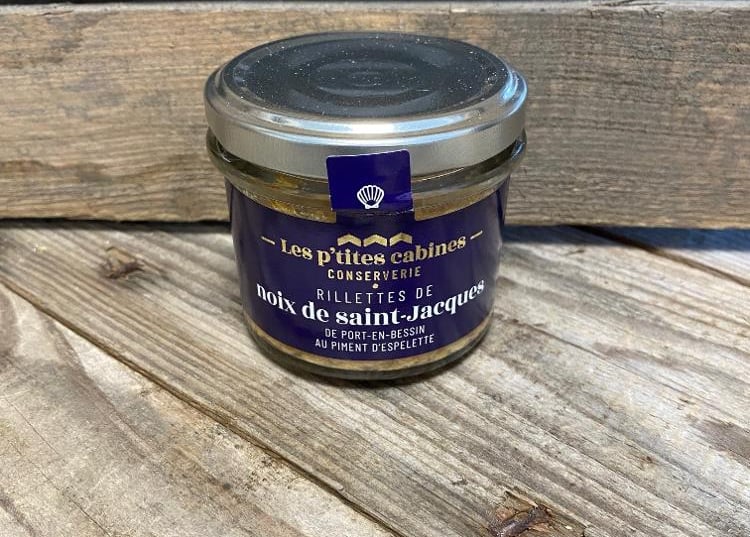 Les p'tites cabines
CONSERVERIE
RILLETTES DE
noix de saint-Jacques
DE PORT-EN-BESSIN
AU PIMENT D'ESPELETTE